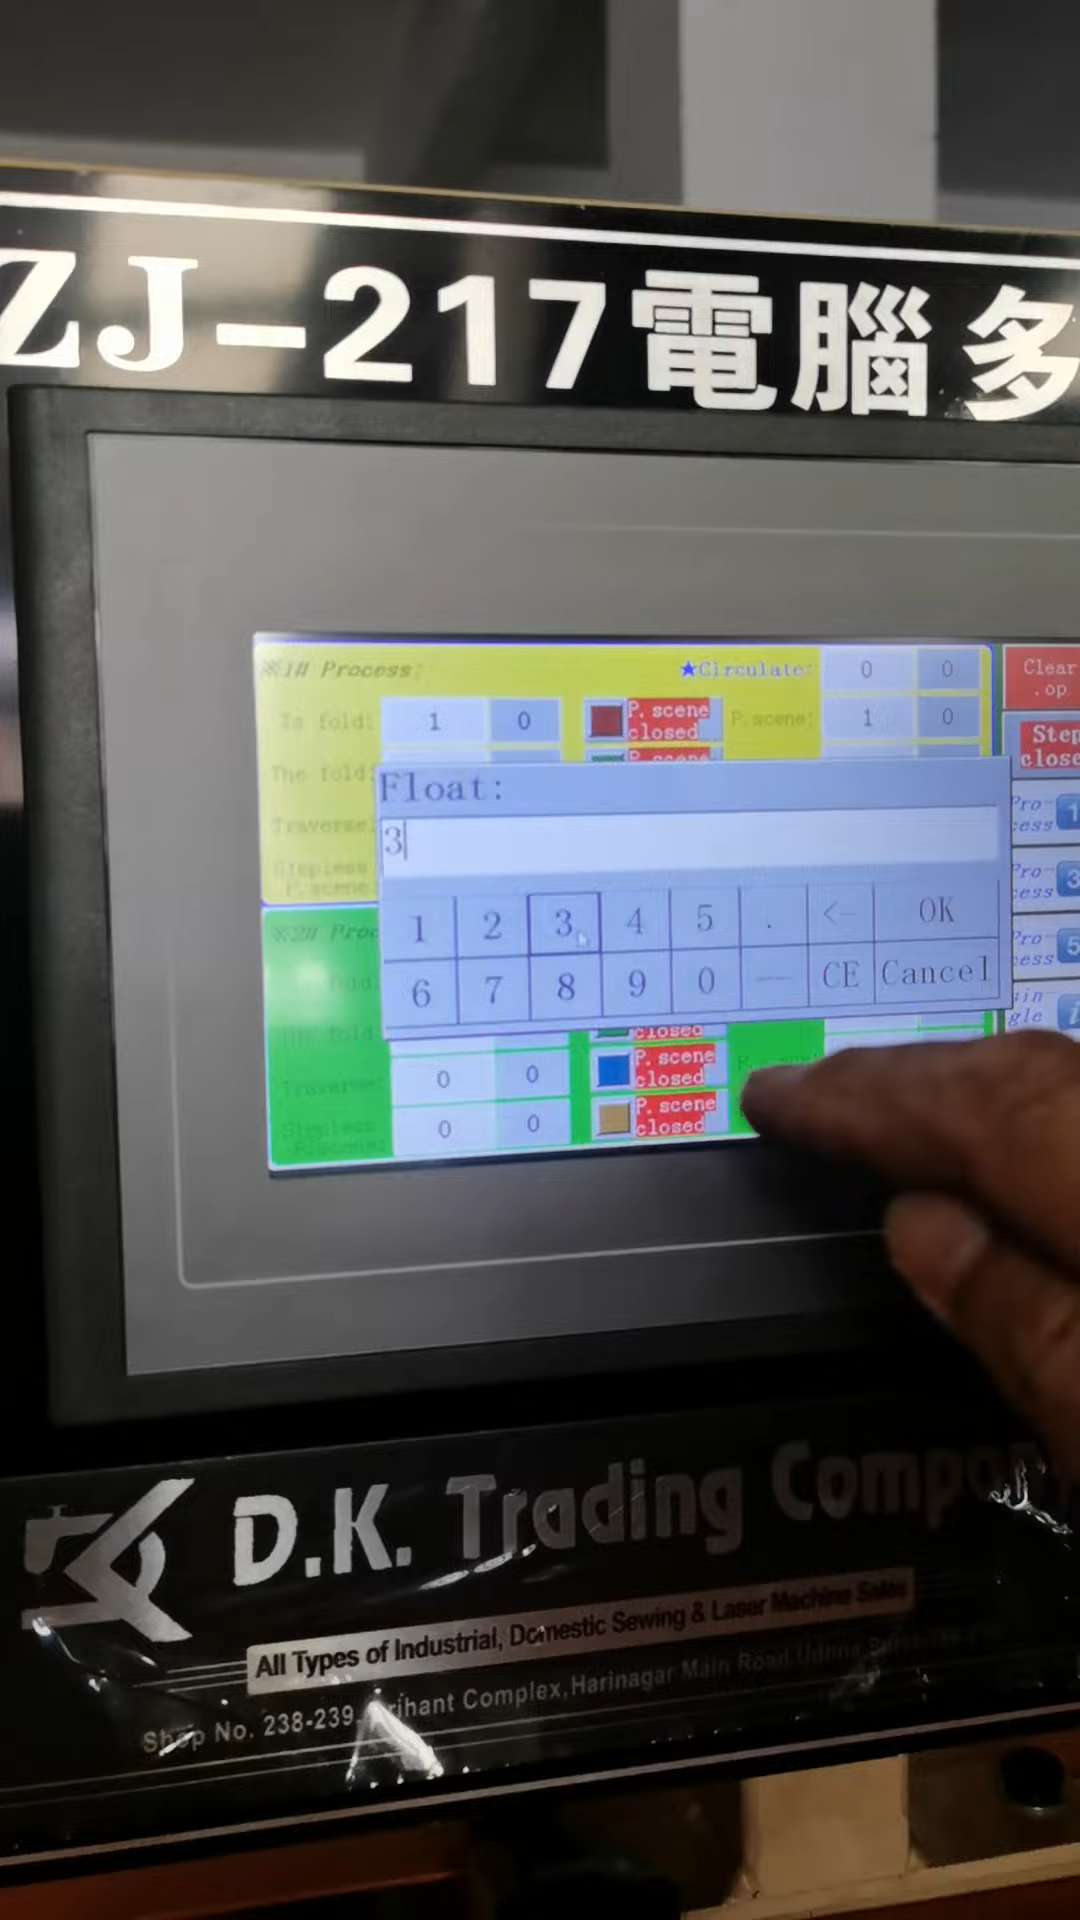 ZJ-217電腦多
※1# Process: ★Circulate: 0 0
Is fold: 1 0 P.scene closed P.scene: 1 0
The fold: P.scene
Traverse:
Stepless P.scene:
Clear .op
Step close
Float:
3
1 2 3 4 5 . <- OK
6 7 8 9 0 — CE Cancel
Pro- cess 1
Pro- cess 3
Pro- cess 5
※2# Proc
closed
Traverse: 0 0 P.scene closed
Stepless P.scene: 0 0 P.scene closed
D.K. Trading Company
All Types of Industrial, Domestic Sewing & Laser Machine Sales
Shop No. 238-239, Arihant Complex, Harinagar Main Road Udhna,